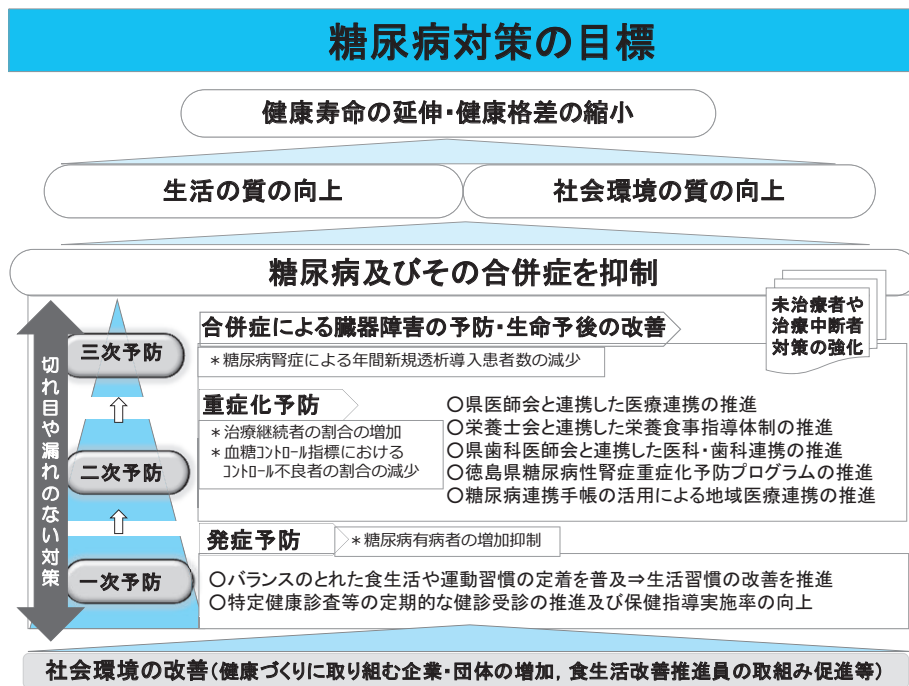 糖尿病対策の目標
健康寿命の延伸・健康格差の縮小
生活の質の向上
社会環境の質の向上
糖尿病及びその合併症を抑制
未治療者や
治療中断者
対策の強化
切れ目や漏れのない対策
三次予防
合併症による臓器障害の予防・生命予後の改善
＊糖尿病腎症による年間新規透析導入患者数の減少
二次予防
重症化予防
＊治療継続者の割合の増加
＊血糖コントロール指標における
コントロール不良者の割合の減少
○県医師会と連携した医療連携の推進
○栄養士会と連携した栄養食事指導体制の推進
○県歯科医師会と連携した医科・歯科連携の推進
○徳島県糖尿病性腎症重症化予防プログラムの推進
○糖尿病連携手帳の活用による地域医療連携の推進
一次予防
発症予防
＊糖尿病有病者の増加抑制
○バランスのとれた食生活や運動習慣の定着を普及⇒生活習慣の改善を推進
○特定健康診査等の定期的な健診受診の推進及び保健指導実施率の向上
社会環境の改善(健康づくりに取り組む企業・団体の増加，食生活改善推進員の取組み促進等)